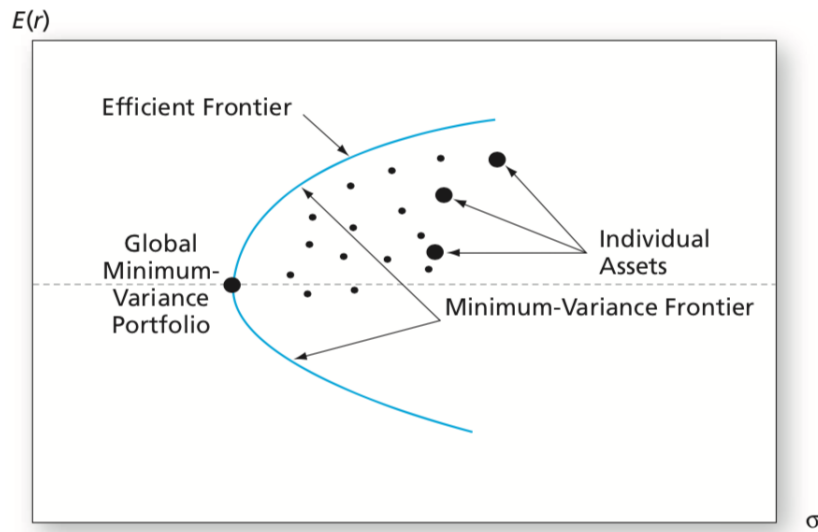 E(r)
Efficient Frontier
Global
Minimum-
Variance
Portfolio
Individual
Assets
Minimum-Variance Frontier
σ